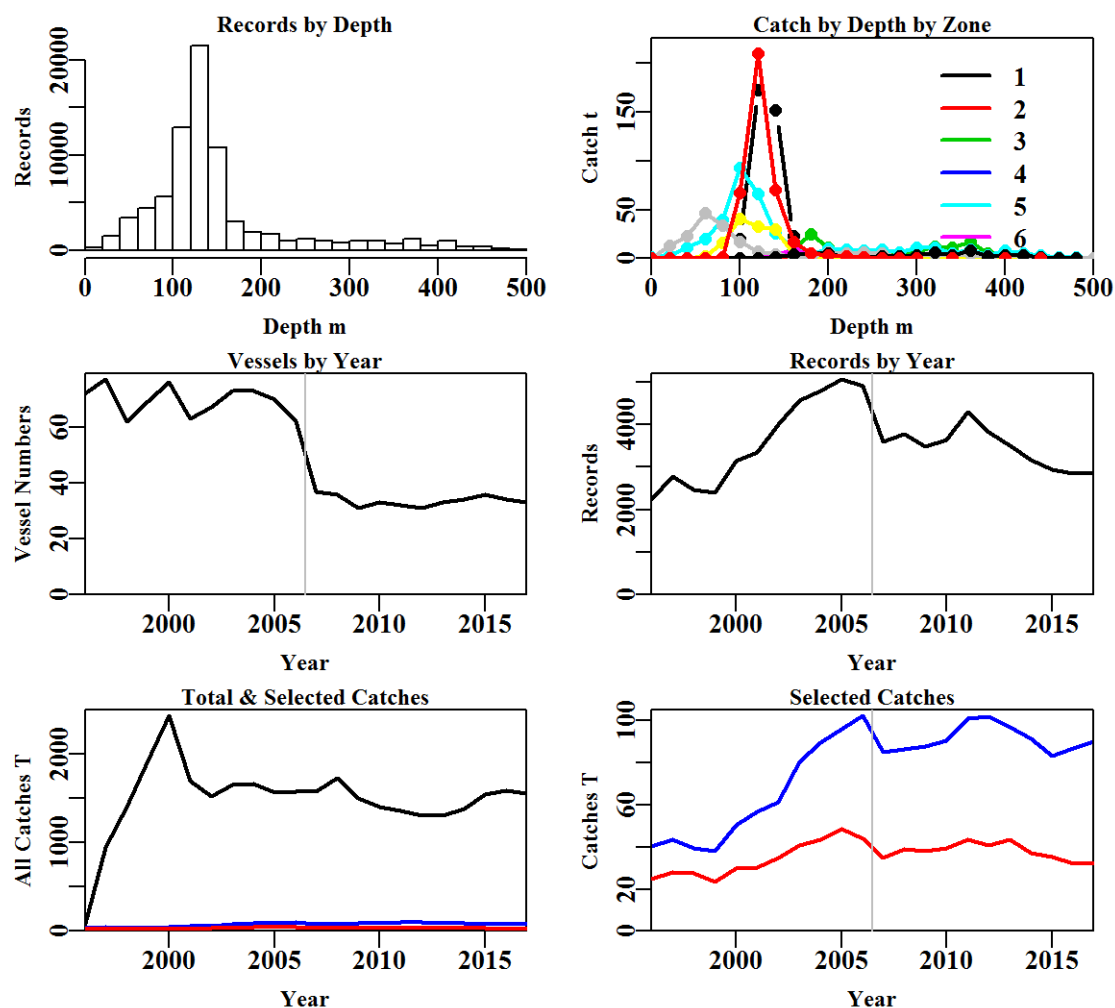 Records by Depth
Records
0 10000 20000
0 100 200 300 400 500
Depth m
Catch by Depth by Zone
Catch t
0 50 150
1
2
3
4
5
6
0 100 200 300 400 500
Depth m
Vessels by Year
Vessel Numbers
0 20 40 60
2000 2005 2010 2015
Year
Records by Year
Records
0 2000 4000
2000 2005 2010 2015
Year
Total & Selected Catches
All Catches T
0 1000 2000
2000 2005 2010 2015
Year
Selected Catches
Catches T
0 20 60 100
2000 2005 2010 2015
Year